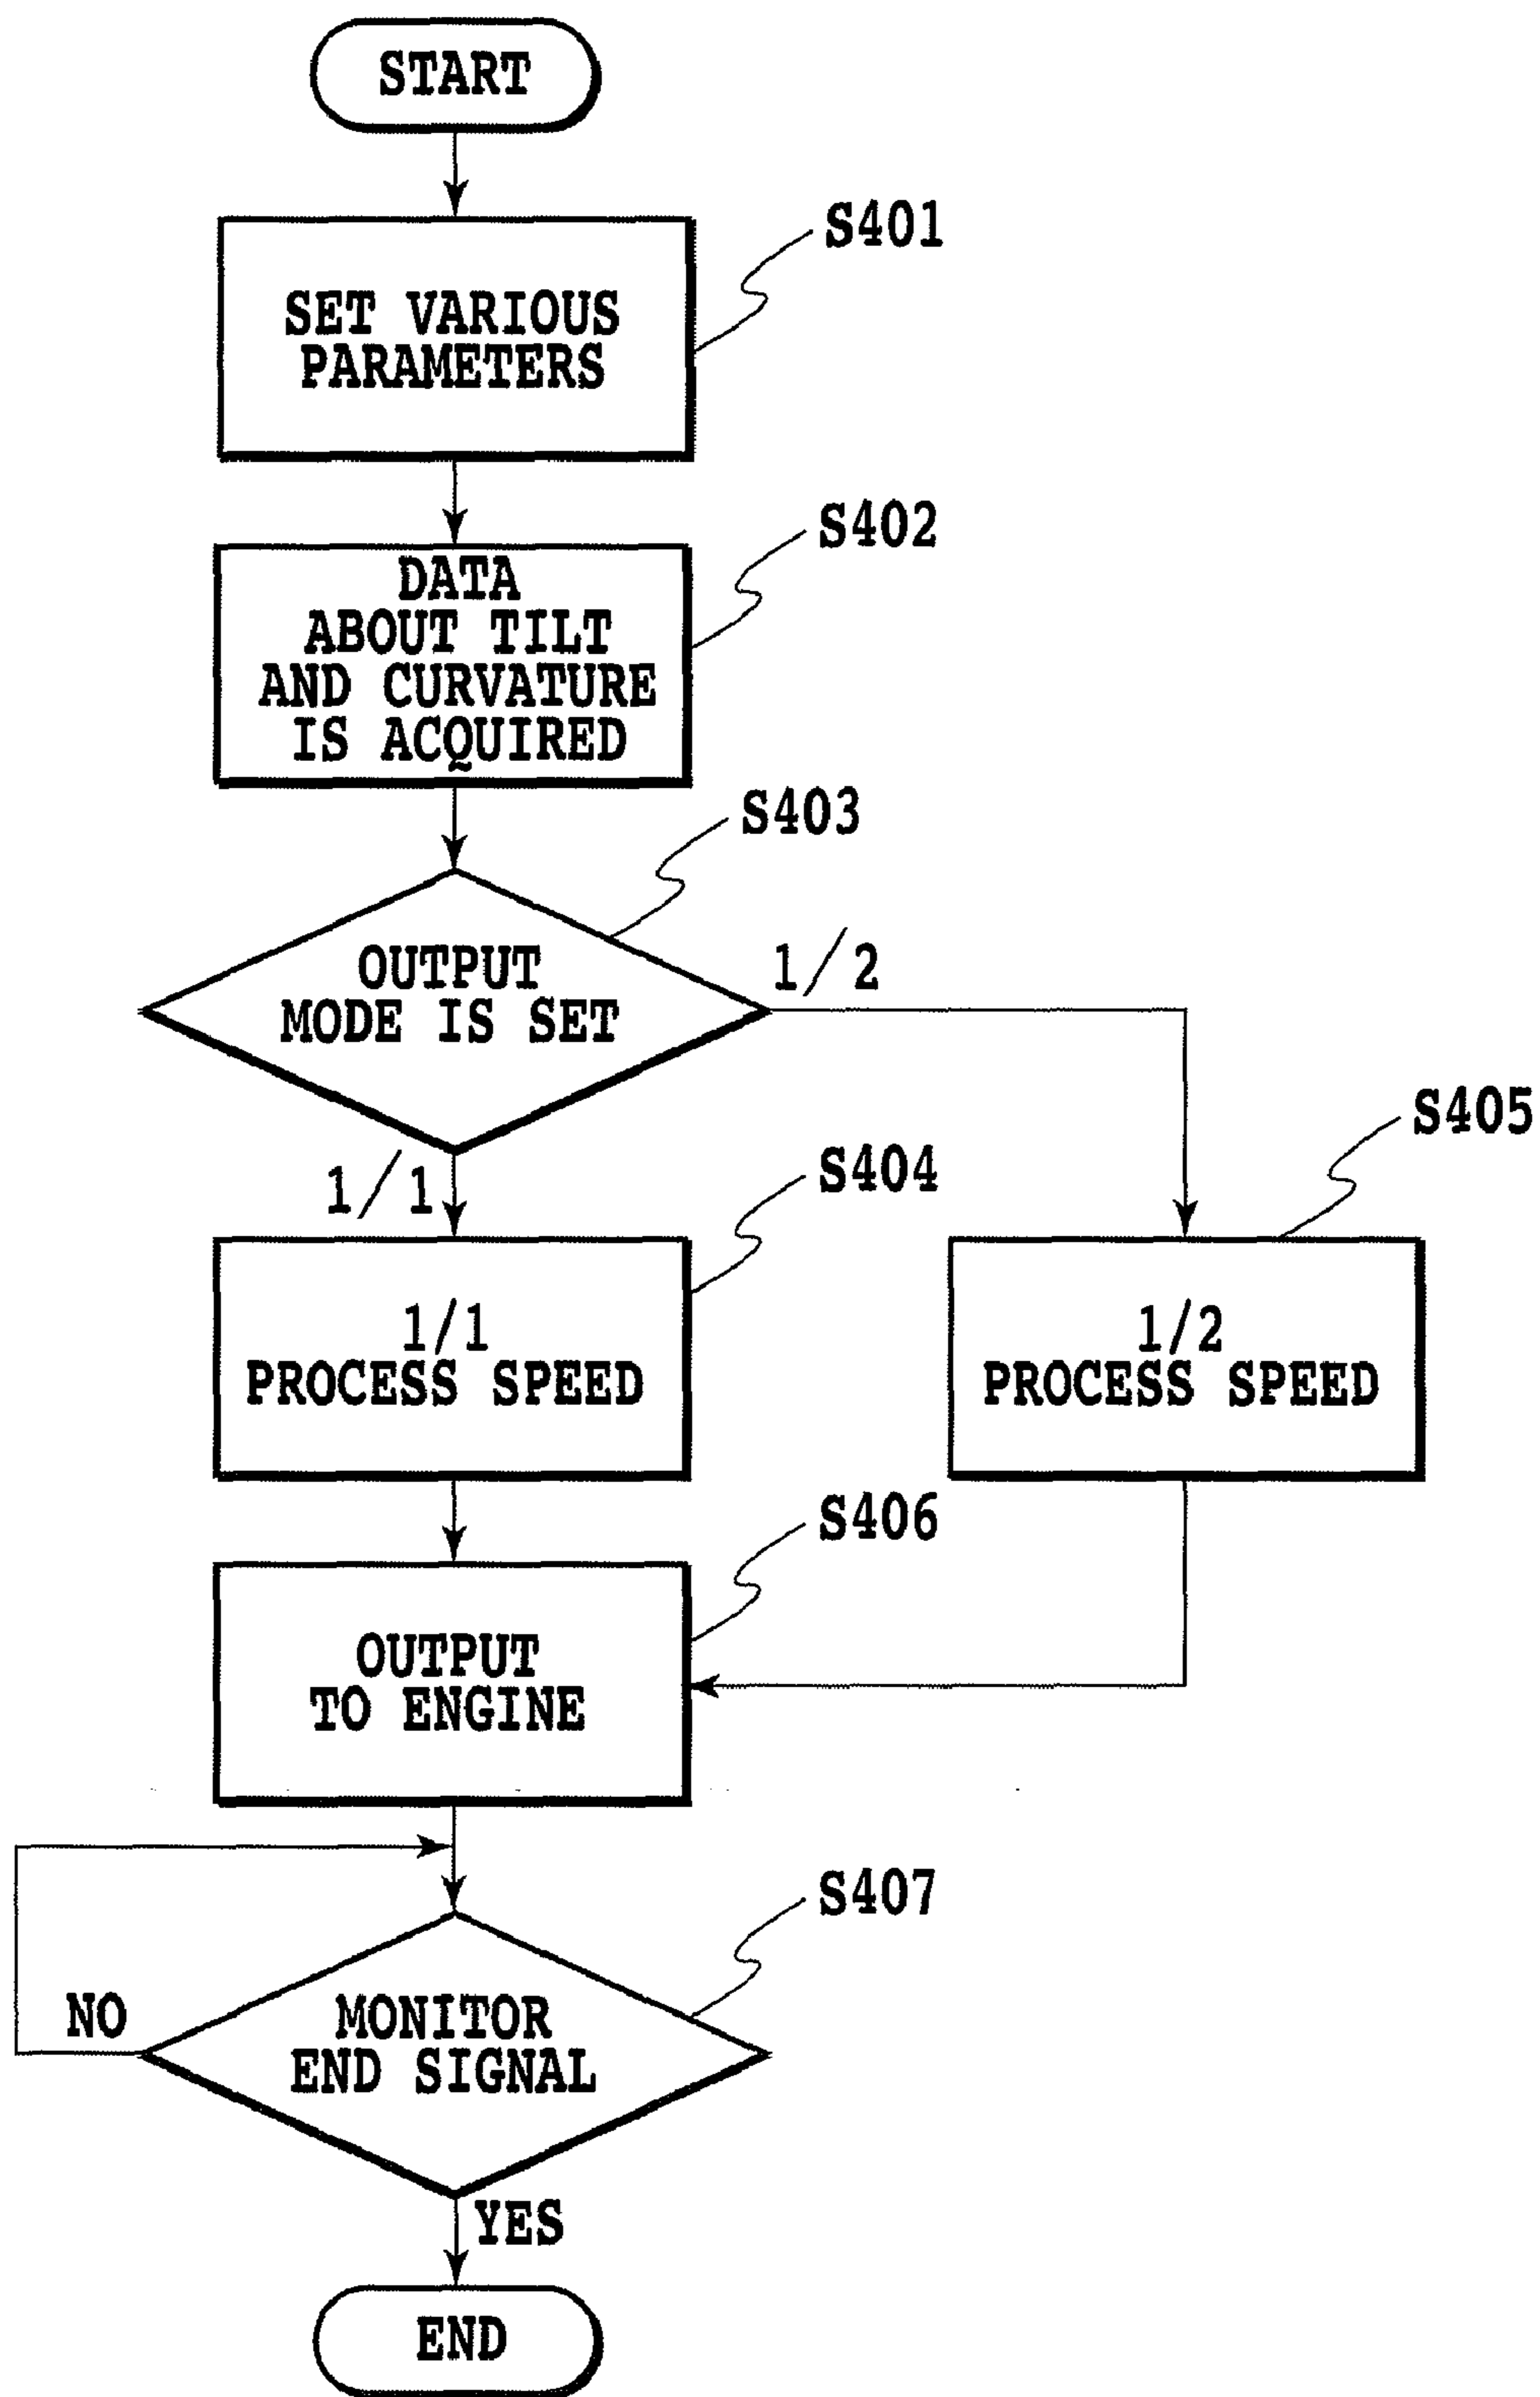 START
S401
SET VARIOUS
PARAMETERS
S402
DATA
ABOUT TILT
AND CURVATURE
IS ACQUIRED
S403
OUTPUT
MODE IS SET
1/2
1/1
S404
S405
1/1
PROCESS SPEED
1/2
PROCESS SPEED
S406
OUTPUT
TO ENGINE
S407
NO
MONITOR
END SIGNAL
YES
END